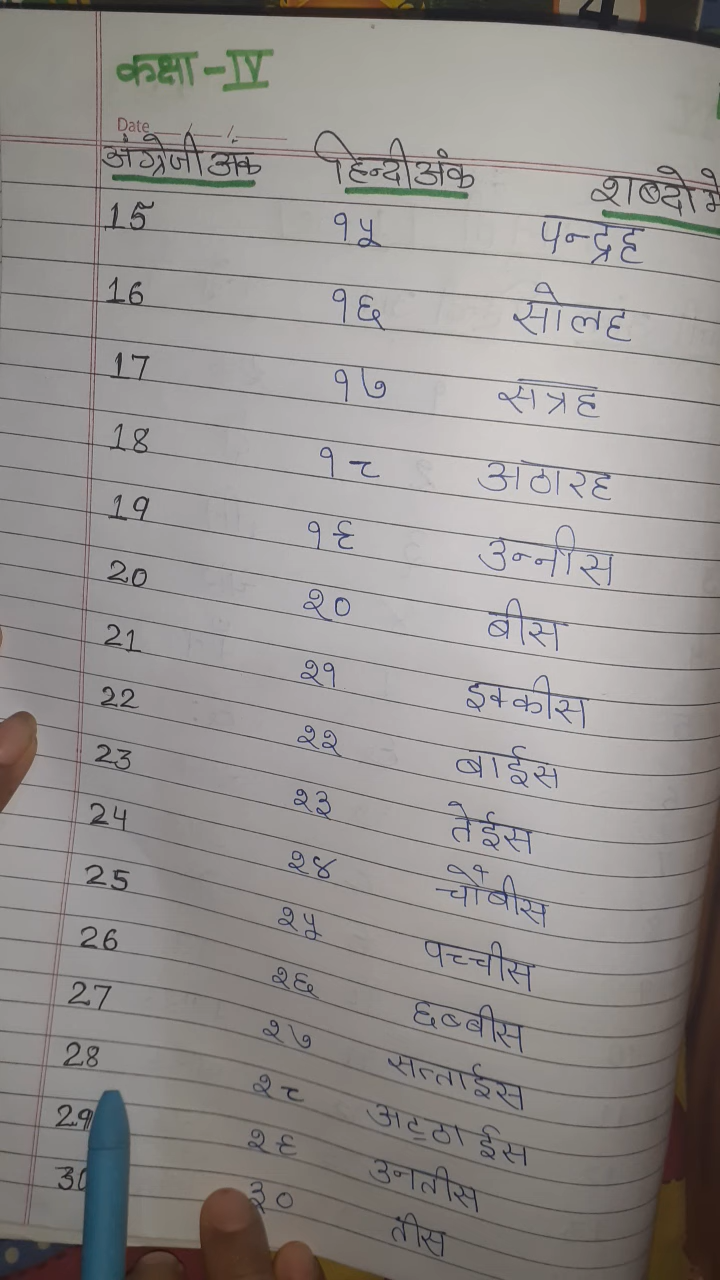 कक्षा - IV
Date
अंग्रेजी अंक हिन्दी अंक शब्दो मे
15 १५ पन्द्रह
16 १६ सोलह
17 १७ सत्रह
18 १८ अठारह
19 १९ उन्नीस
20 २० बीस
21 २१ इक्कीस
22 २२ बाईस
23 २३ तेईस
24 २४ चौबीस
25 २५ पच्चीस
26 २६ छब्बीस
27 २७ सत्ताईस
28 २८ अट्ठाईस
29 २९ उनतीस
30 ३० तीस